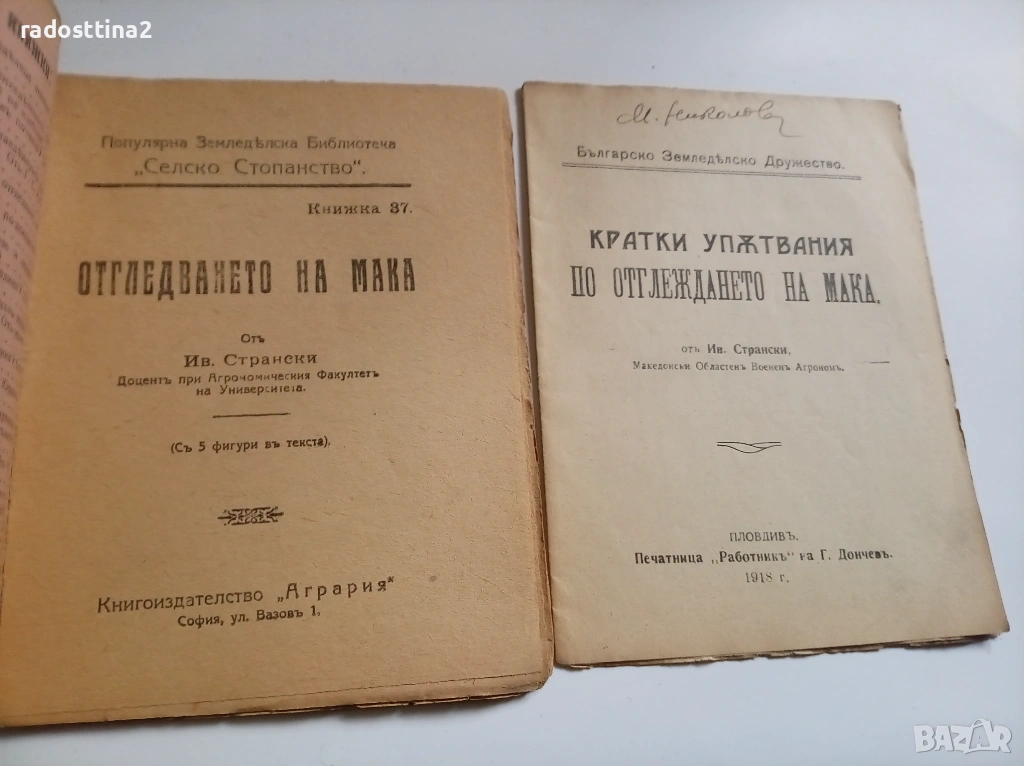 radosttina2
Популярна Земледѣлска Библиотека
„Селско Стопанство".
Книжка 37.
ОТГЛЕДВАНЕТО НА МАКА
Отъ
Ив. Странски
Доцентъ при Агрономическия Факултетъ
на Университета.
(Съ 5 фигури въ текста).
Книгоиздателство „Агрария"
София, ул. Вазовъ 1.
М. Николовъ
Българско Земледѣлско Дружество.
КРАТКИ УПѪТВАНИЯ
ПО ОТГЛЕЖДАНЕТО НА МАКА.
отъ Ив. Странски,
Македонски Областенъ Военен Агрономъ.
ПЛОВДИВЪ.
Печатница „Работникъ" на Г. Дончевъ.
1918 г.
BAZAR